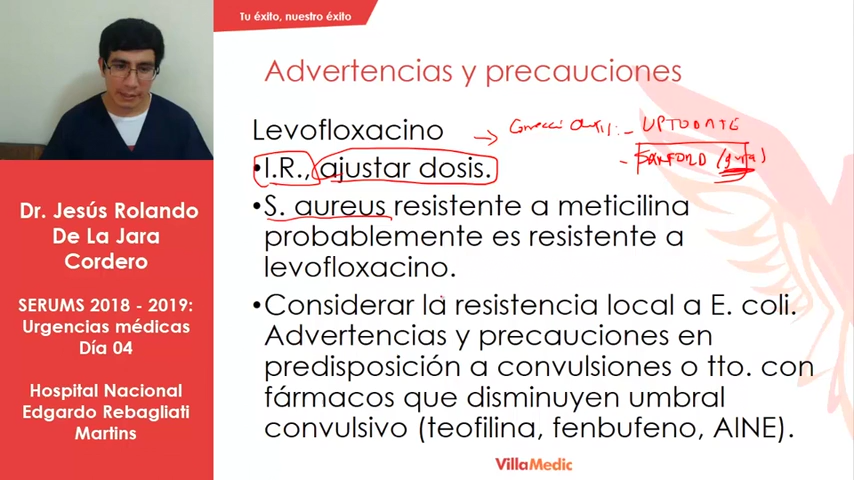 Tu éxito, nuestro éxito
Advertencias y precauciones
Levofloxacino
- UPTODATE
- SANFORD (guía)
•I.R., ajustar dosis.
•S. aureus resistente a meticilina
probablemente es resistente a
levofloxacino.
•Considerar la resistencia local a E. coli.
Advertencias y precauciones en
predisposición a convulsiones o tto. con
fármacos que disminuyen umbral
convulsivo (teofilina, fenbufeno, AINE).
Dr. Jesús Rolando
De La Jara
Cordero
SERUMS 2018 - 2019:
Urgencias médicas
Día 04
Hospital Nacional
Edgardo Rebagliati
Martins
VillaMedic